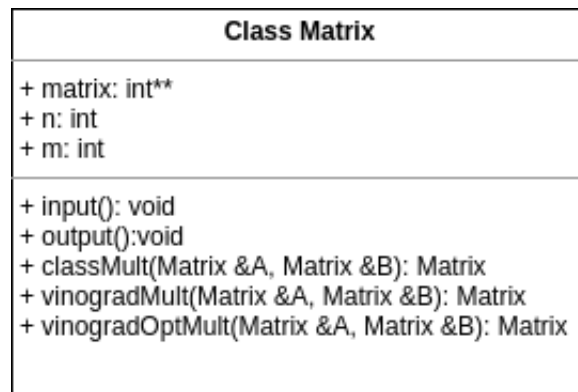 Class Matrix
+ matrix: int**
+ n: int
+ m: int
+ input(): void
+ output():void
+ classMult(Matrix &A, Matrix &B): Matrix
+ vinogradMult(Matrix &A, Matrix &B): Matrix
+ vinogradOptMult(Matrix &A, Matrix &B): Matrix